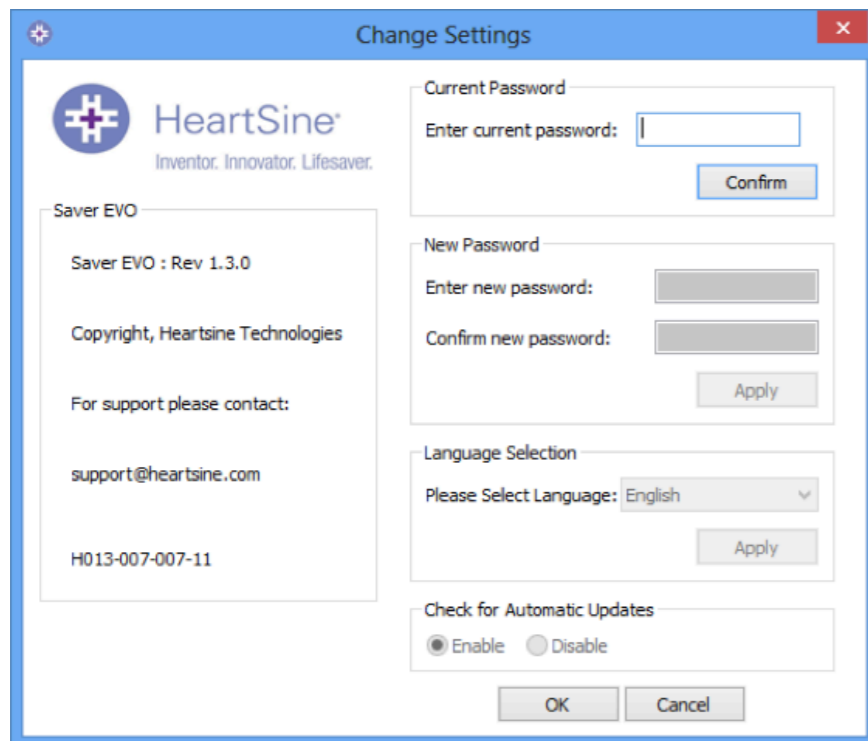 Change Settings
HeartSine®
Inventor. Innovator. Lifesaver.
Saver EVO
Saver EVO : Rev 1.3.0
Copyright, Heartsine Technologies
For support please contact:
support@heartsine.com
H013-007-007-11
Current Password
Enter current password:
Confirm
New Password
Enter new password:
Confirm new password:
Apply
Language Selection
Please Select Language: English
Apply
Check for Automatic Updates
Enable Disable
OK Cancel